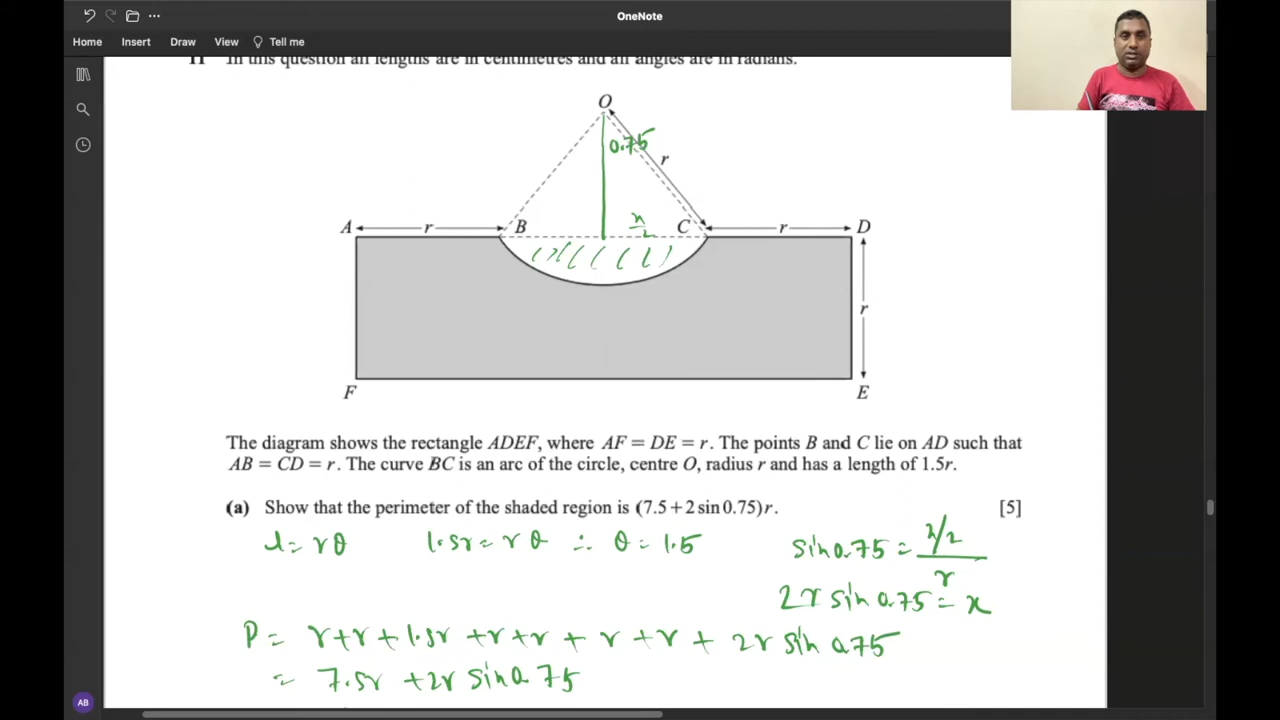 OneNote
Home Insert Draw View Tell me
11 In this question all lengths are in centimetres and all angles are in radians.
O
0.75
r
A r B x/2 C r D
r
F E
The diagram shows the rectangle ADEF, where AF = DE = r. The points B and C lie on AD such that
AB = CD = r. The curve BC is an arc of the circle, centre O, radius r and has a length of 1.5r.
(a) Show that the perimeter of the shaded region is (7.5 + 2 sin 0.75)r. [5]
l = rθ 1.5r = rθ ∴ θ = 1.5 sin 0.75 = x/2 / r
2r sin 0.75 = x
P = r+r+1.5r+r+r+r+r+2r sin 0.75
= 7.5r + 2r sin 0.75
AB